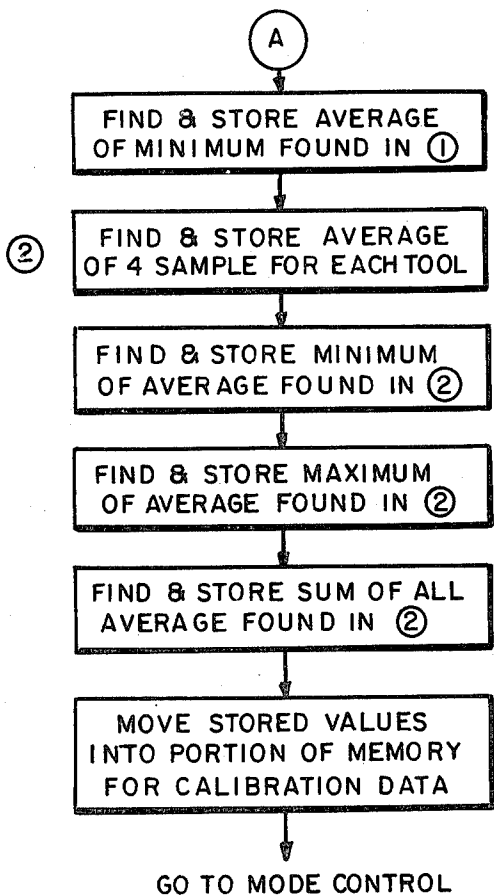 A
FIND & STORE AVERAGE
OF MINIMUM FOUND IN ①
②
FIND & STORE AVERAGE
OF 4 SAMPLE FOR EACH TOOL
FIND & STORE MINIMUM
OF AVERAGE FOUND IN ②
FIND & STORE MAXIMUM
OF AVERAGE FOUND IN ②
FIND & STORE SUM OF ALL
AVERAGE FOUND IN ②
MOVE STORED VALUES
INTO PORTION OF MEMORY
FOR CALIBRATION DATA
GO TO MODE CONTROL